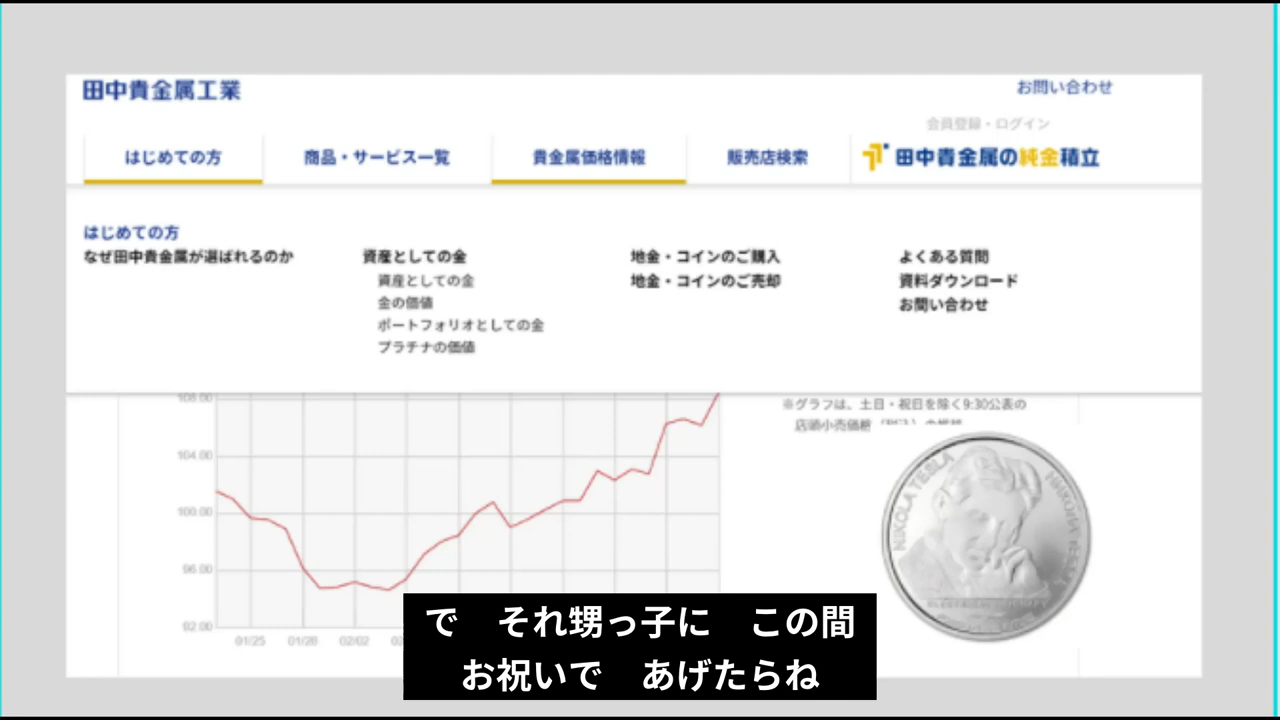 田中貴金属工業
お問い合わせ
会員登録・ログイン
はじめての方
商品・サービス一覧
貴金属価格情報
販売店検索
田中貴金属の純金積立
はじめての方
なぜ田中貴金属が選ばれるのか
資産としての金
資産としての金
金の価値
ポートフォリオとしての金
プラチナの価値
地金・コインのご購入
地金・コインのご売却
よくある質問
資料ダウンロード
お問い合わせ
108.00
104.00
100.00
96.00
92.00
01/25
01/28
02/02
※グラフは、土日・祝日を除く9:30公表の
店頭小売価格
NIKOLA TESLA
で　それ甥っ子に　この間
お祝いで　あげたらね